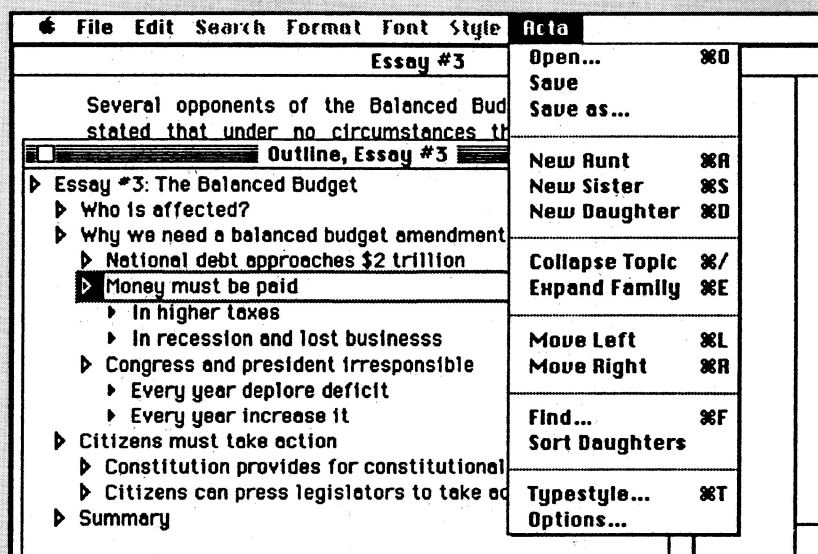 File Edit Search Format Font Style Acta
Essay #3
Several opponents of the Balanced Bud
stated that under no circumstances th
Outline, Essay #3
Essay #3: The Balanced Budget
Who is affected?
Why we need a balanced budget amendment
National debt approaches $2 trillion
Money must be paid
In higher taxes
In recession and lost businesss
Congress and president irresponsible
Every year deplore deficit
Every year increase it
Citizens must take action
Constitution provides for constitutional
Citizens can press legislators to take ac
Summary
Open... ⌘O
Save
Save as...
New Aunt ⌘A
New Sister ⌘S
New Daughter ⌘D
Collapse Topic ⌘/
Expand Family ⌘E
Move Left ⌘L
Move Right ⌘R
Find... ⌘F
Sort Daughters
Typestyle... ⌘T
Options...